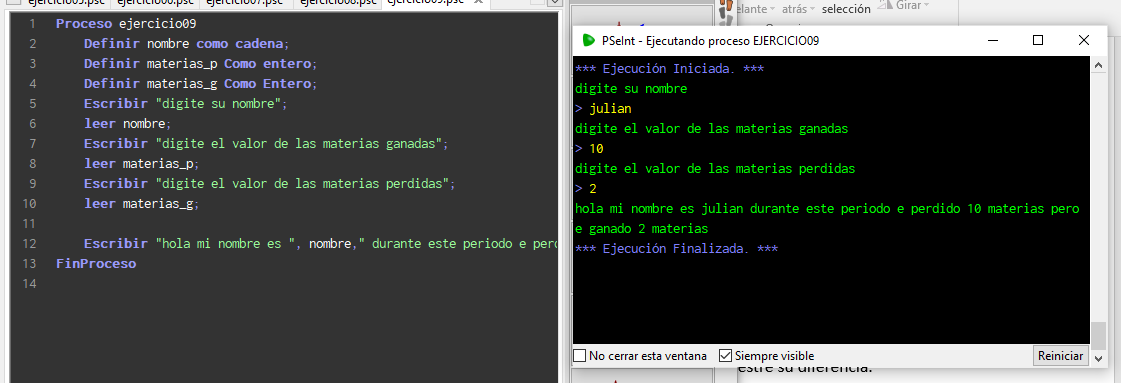 ejercicio05.psc ejercicio06.psc ejercicio07.psc ejercicio08.psc ejercicio09.psc
1 Proceso ejercicio09
2 Definir nombre como cadena;
3 Definir materias_p Como entero;
4 Definir materias_g Como Entero;
5 Escribir "digite su nombre";
6 leer nombre;
7 Escribir "digite el valor de las materias ganadas";
8 leer materias_p;
9 Escribir "digite el valor de las materias perdidas";
10 leer materias_g;
11
12 Escribir "hola mi nombre es ", nombre," durante este periodo e perd
13 FinProceso
14
elante atrás selección
Girar
PSeInt - Ejecutando proceso EJERCICIO09
*** Ejecución Iniciada. ***
digite su nombre
> julian
digite el valor de las materias ganadas
> 10
digite el valor de las materias perdidas
> 2
hola mi nombre es julian durante este periodo e perdido 10 materias pero
e ganado 2 materias
*** Ejecución Finalizada. ***
No cerrar esta ventana Siempre visible Reiniciar
estre su diferencia.